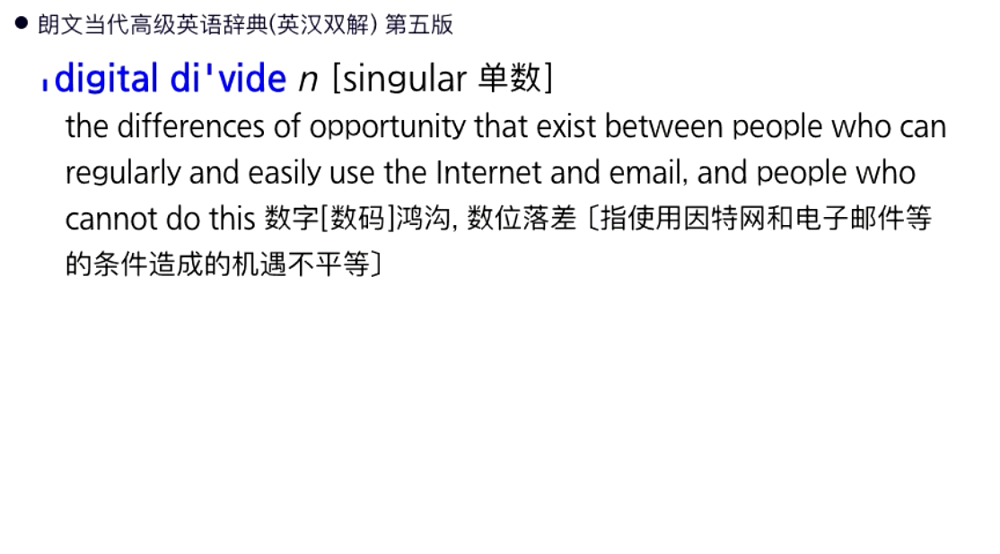 ● 朗文当代高级英语辞典(英汉双解) 第五版
ˌdigital diˈvide n [singular 单数]
the differences of opportunity that exist between people who can
regularly and easily use the Internet and email, and people who
cannot do this 数字[数码]鸿沟, 数位落差〔指使用因特网和电子邮件等
的条件造成的机遇不平等〕